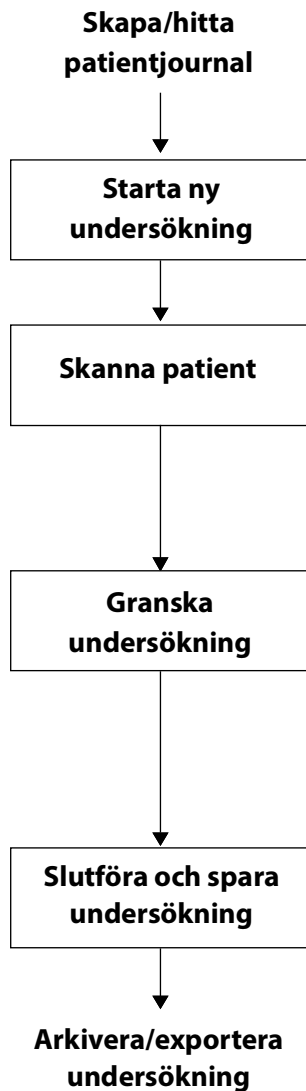 Skapa/hitta
patientjournal
Starta ny
undersökning
Skanna patient
Granska
undersökning
Slutföra och spara
undersökning
Arkivera/exportera
undersökning